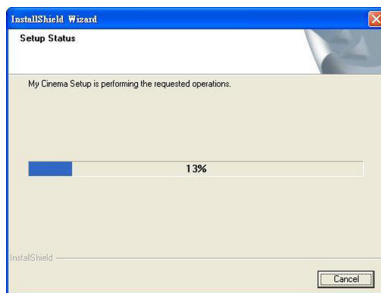 InstallShield Wizard
Setup Status
My Cinema Setup is performing the requested operations.
13%
InstallShield
Cancel